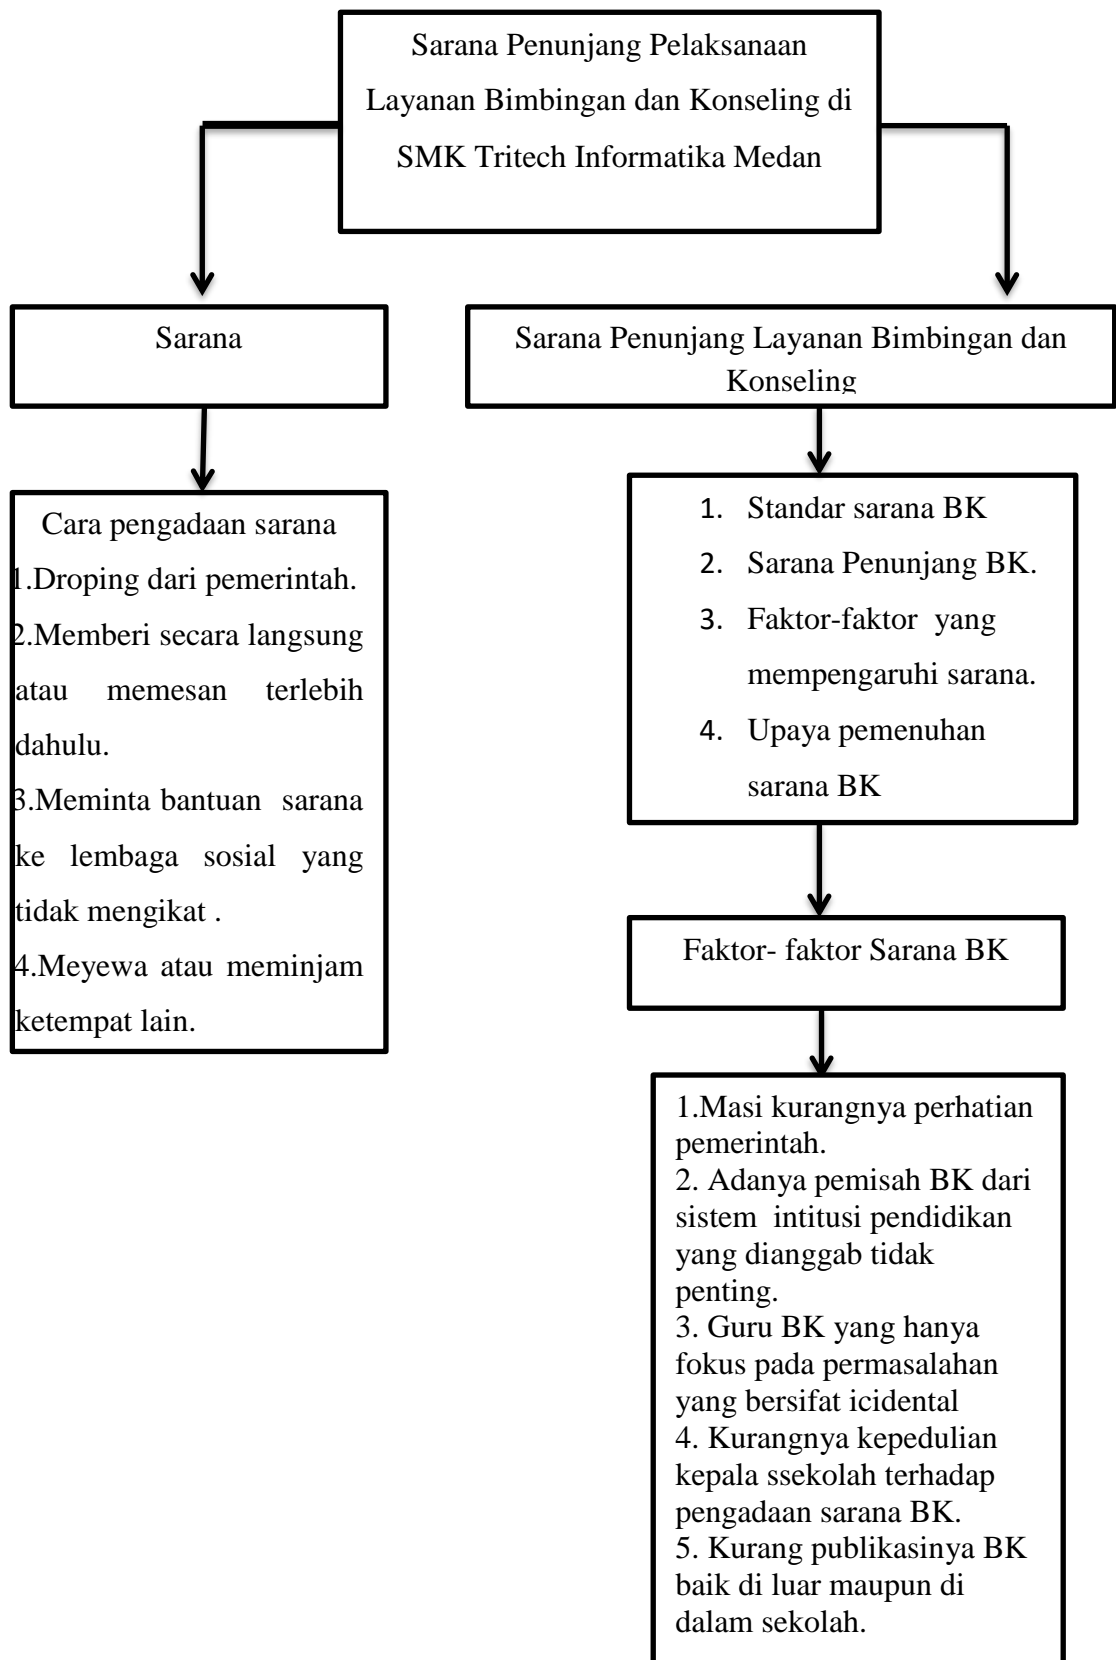 Sarana Penunjang Pelaksanaan
Layanan Bimbingan dan Konseling di
SMK Tritech Informatika Medan
Sarana
Sarana Penunjang Layanan Bimbingan dan
Konseling
Cara pengadaan sarana
1.Droping dari pemerintah.
2.Memberi secara langsung
atau memesan terlebih
dahulu.
3.Meminta bantuan sarana
ke lembaga sosial yang
tidak mengikat .
4.Meyewa atau meminjam
ketempat lain.
1. Standar sarana BK
2. Sarana Penunjang BK.
3. Faktor-faktor yang
mempengaruhi sarana.
4. Upaya pemenuhan
sarana BK
Faktor- faktor Sarana BK
1.Masi kurangnya perhatian
pemerintah.
2. Adanya pemisah BK dari
sistem intitusi pendidikan
yang dianggab tidak
penting.
3. Guru BK yang hanya
fokus pada permasalahan
yang bersifat icidental
4. Kurangnya kepedulian
kepala ssekolah terhadap
pengadaan sarana BK.
5. Kurang publikasinya BK
baik di luar maupun di
dalam sekolah.